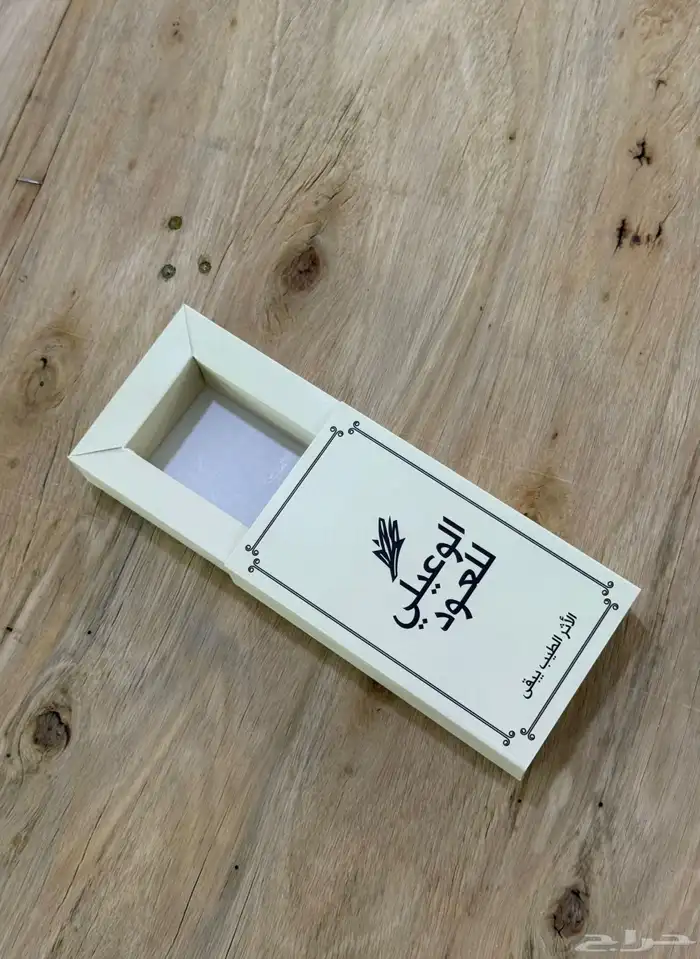 الوعيلي
للعود
الأثر الطيب يبقى
حراج